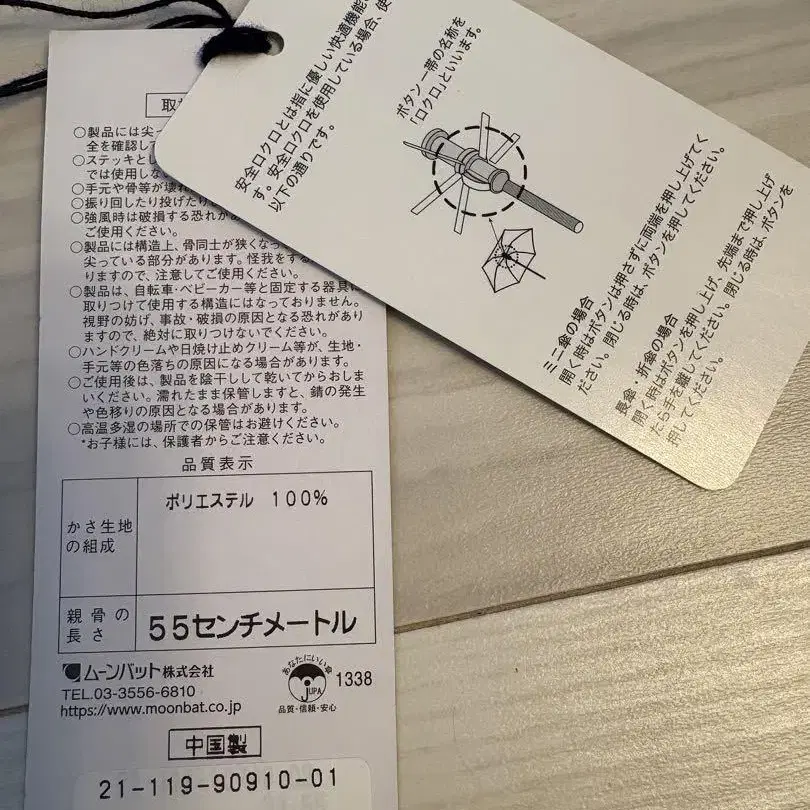 取
○製品には尖っ
全を確認して
○ステッキとし
では使用しない
○手元や骨等が壊れ
○振り回したり投げたり
○強風時は破損する恐れがあ
ご使用ください。
○製品には構造上、骨同士が狭くなっ
尖っている部分があります。怪我をする
りますので、注意してご使用ください。
○製品は、自転車・ベビーカー等と固定する器具に
取りつけて使用する構造にはなっておりません。
視野の妨げ、事故・破損の原因となる恐れがあり
ますので、絶対に取りつけないでください。
○ハンドクリームや日焼け止めクリーム等が、生地・
手元等の色落ちの原因になる場合があります。
○ご使用後は、製品を陰干しして乾いてからおしま
いください。濡れたまま保管しますと、錆の発生
や色移りの原因となる場合があります。
○高温多湿の場所での保管はお避けください。
*お子様には、保護者からご注意ください。
品質表示
かさ生地
の組成
ポリエステル 100%
親骨の
長さ
55センチメートル
ムーンバット株式会社
TEL.03-3556-6810
https://www.moonbat.co.jp
あなたにいい傘
JUPA
品質・信頼・安心
1338
中国製
21-119-90910-01
安全ロクロとは指に優しい快適機能
す。安全ロクロを使用している場合、使
以下の通りです。
ボタン一帯の名称を
「ロクロ」といいます。
ミニ傘の場合
開く時はボタンは押さずに両端を押し上げてく
ださい。閉じる時は、ボタンを押してください。
長傘・折傘の場合
開く時はボタンを押し上げ、先端まで押し上げ
たら手を離してください。閉じる時は、ボタンを
押してください。